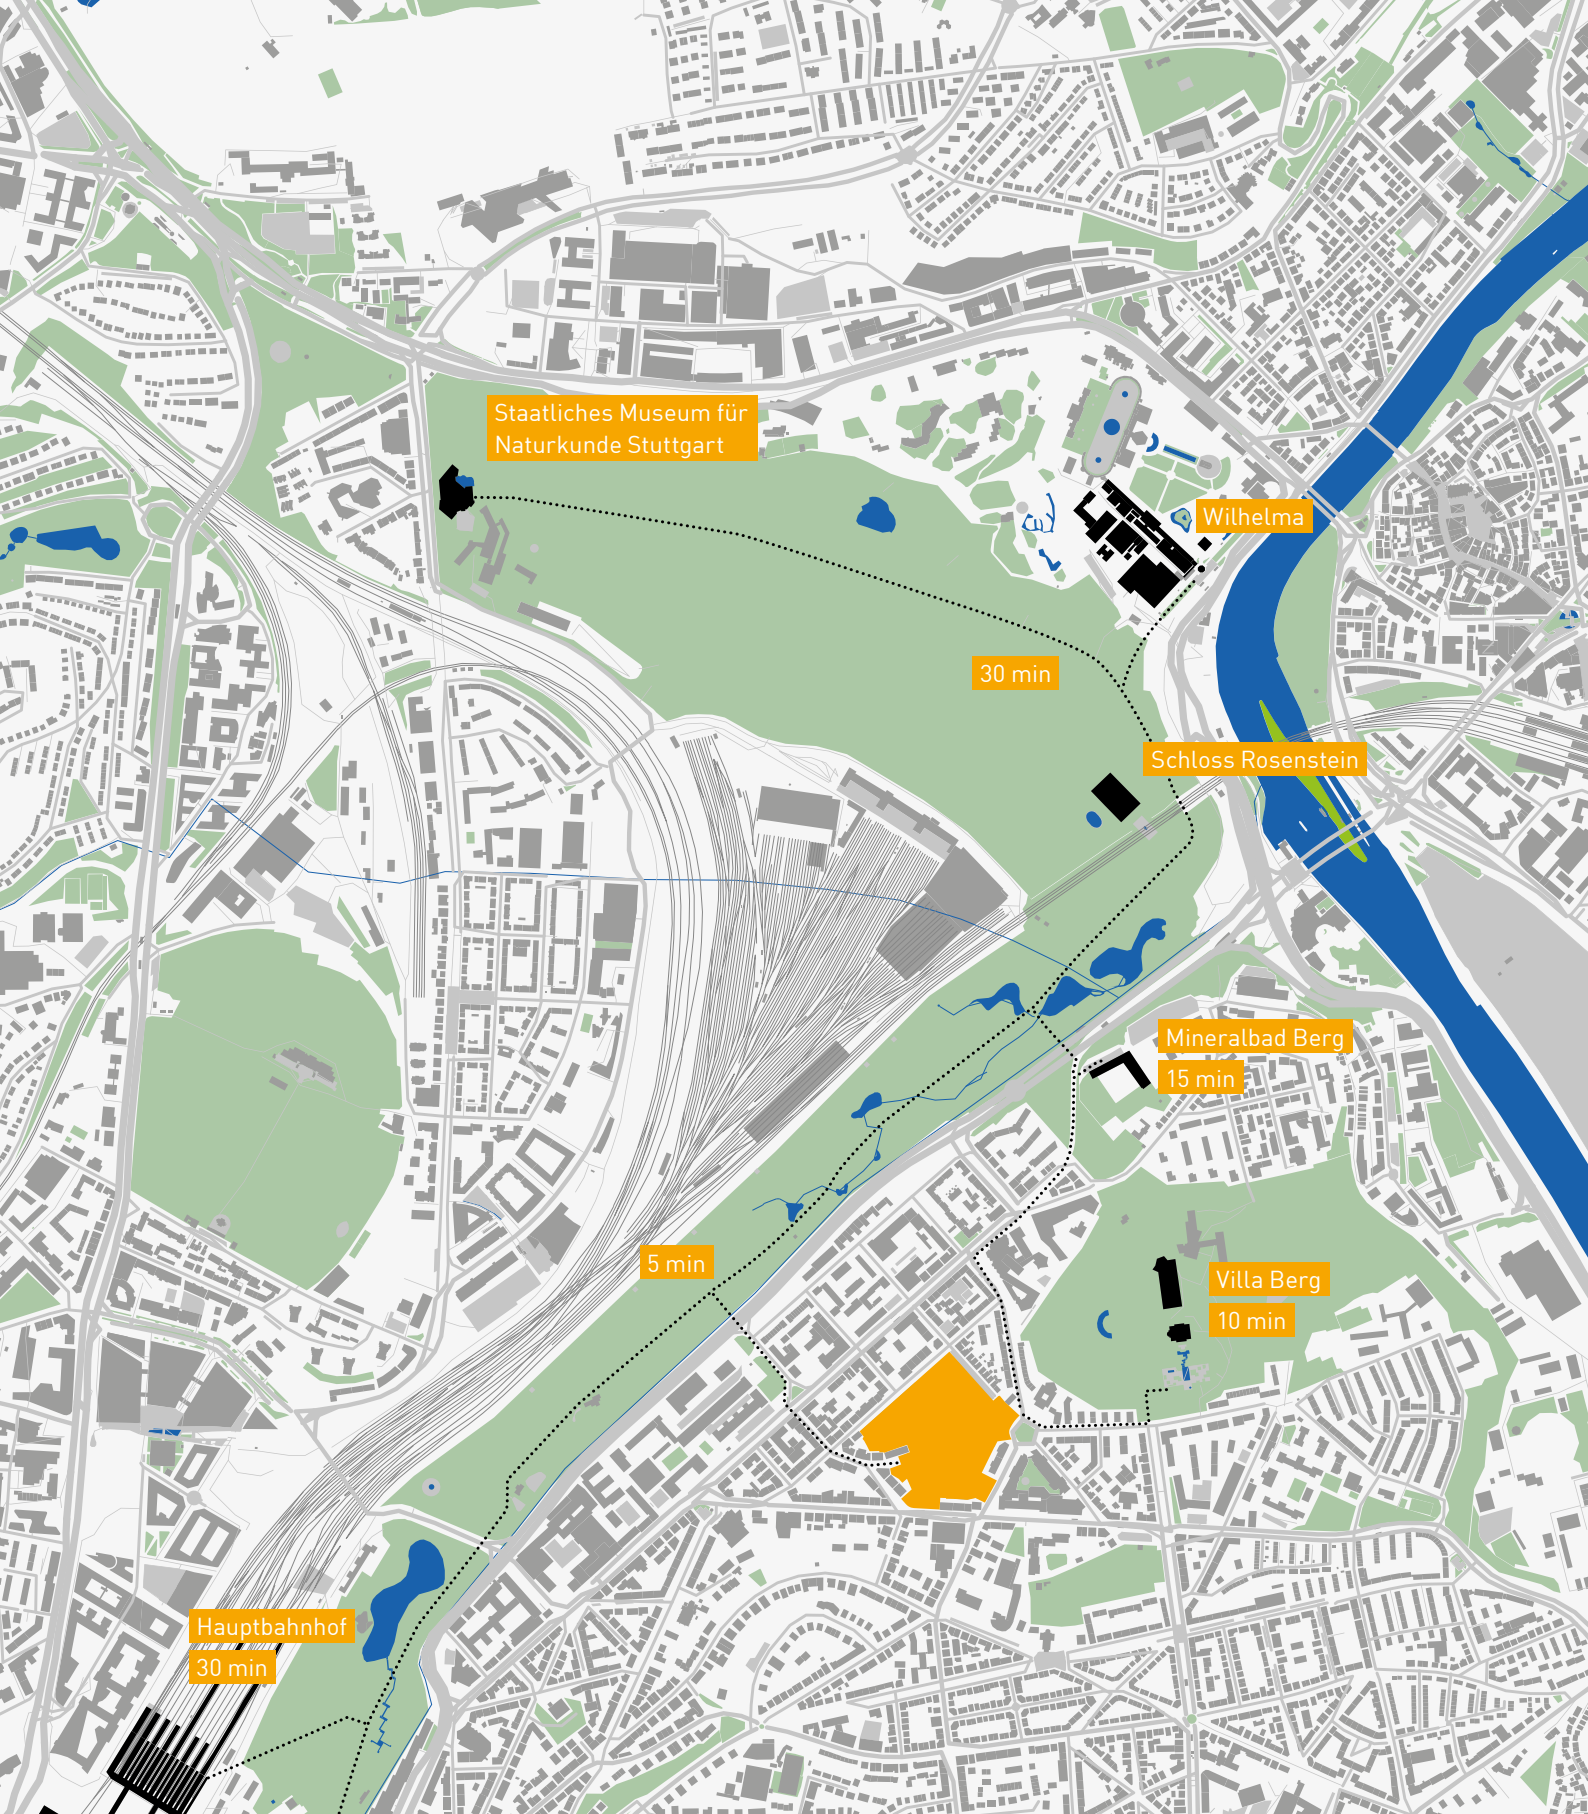 Staatliches Museum für
Naturkunde Stuttgart
Wilhelma
30 min
Schloss Rosenstein
Mineralbad Berg
15 min
5 min
Villa Berg
10 min
Hauptbahnhof
30 min